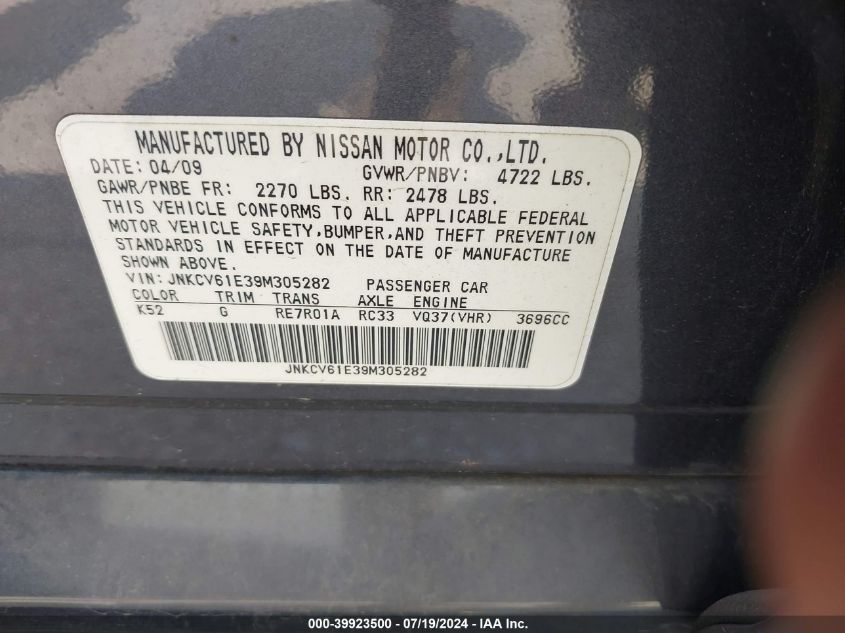 MANUFACTURED BY NISSAN MOTOR CO.,LTD.
DATE: 04/09 GVWR/PNBV: 4722 LBS.
GAWR/PNBE FR: 2270 LBS. RR: 2478 LBS.
THIS VEHICLE CONFORMS TO ALL APPLICABLE FEDERAL
MOTOR VEHICLE SAFETY,BUMPER,AND THEFT PREVENTION
STANDARDS IN EFFECT ON THE DATE OF MANUFACTURE
SHOWN ABOVE.
VIN: JNKCV61E39M305282 PASSENGER CAR
COLOR TRIM TRANS AXLE ENGINE
K52 G RE7R01A RC33 VQ37(VHR) 3696CC
JNKCV61E39M305282
000-39923500 - 07/19/2024 - IAA Inc.